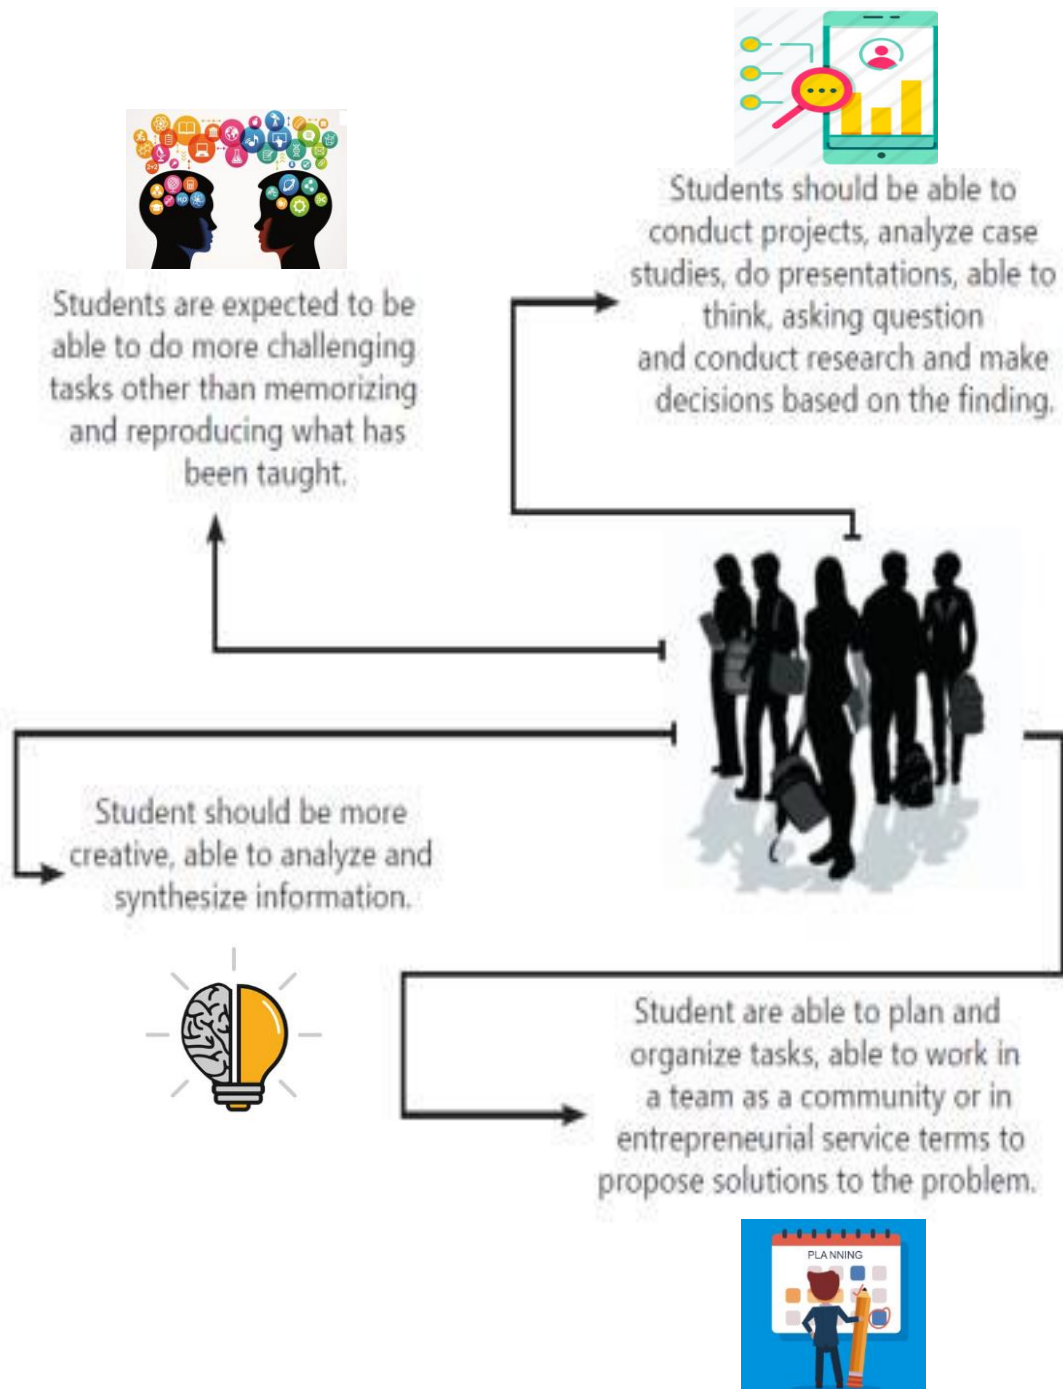 Students should be able to
conduct projects, analyze case
studies, do presentations, able to
think, asking question
and conduct research and make
decisions based on the finding.
Students are expected to be
able to do more challenging
tasks other than memorizing
and reproducing what has
been taught.
Student should be more
creative, able to analyze and
synthesize information.
Student are able to plan and
organize tasks, able to work in
a team as a community or in
entrepreneurial service terms to
propose solutions to the problem.
PLANNING